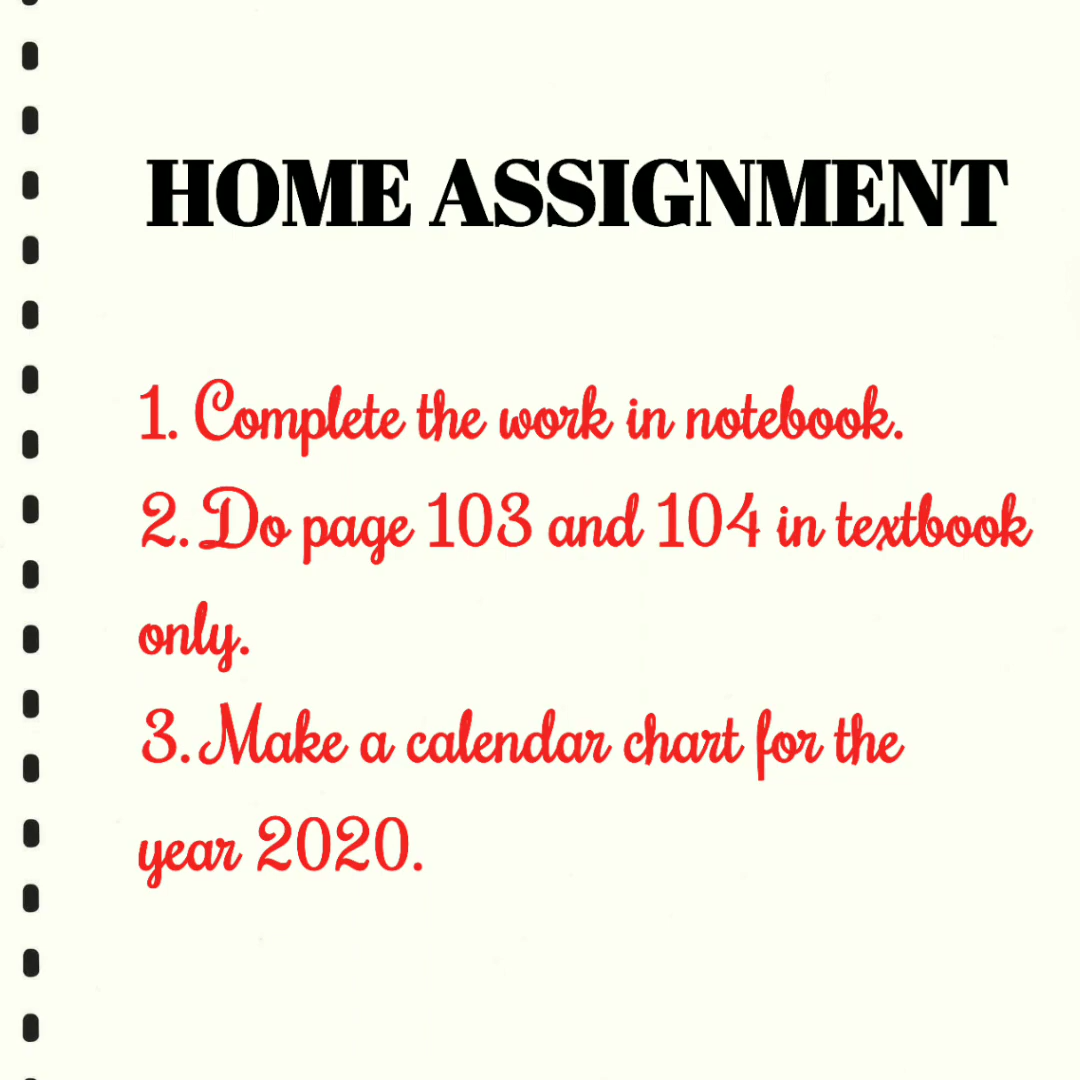 HOME ASSIGNMENT
1. Complete the work in notebook.
2. Do page 103 and 104 in textbook
only.
3. Make a calendar chart for the
year 2020.